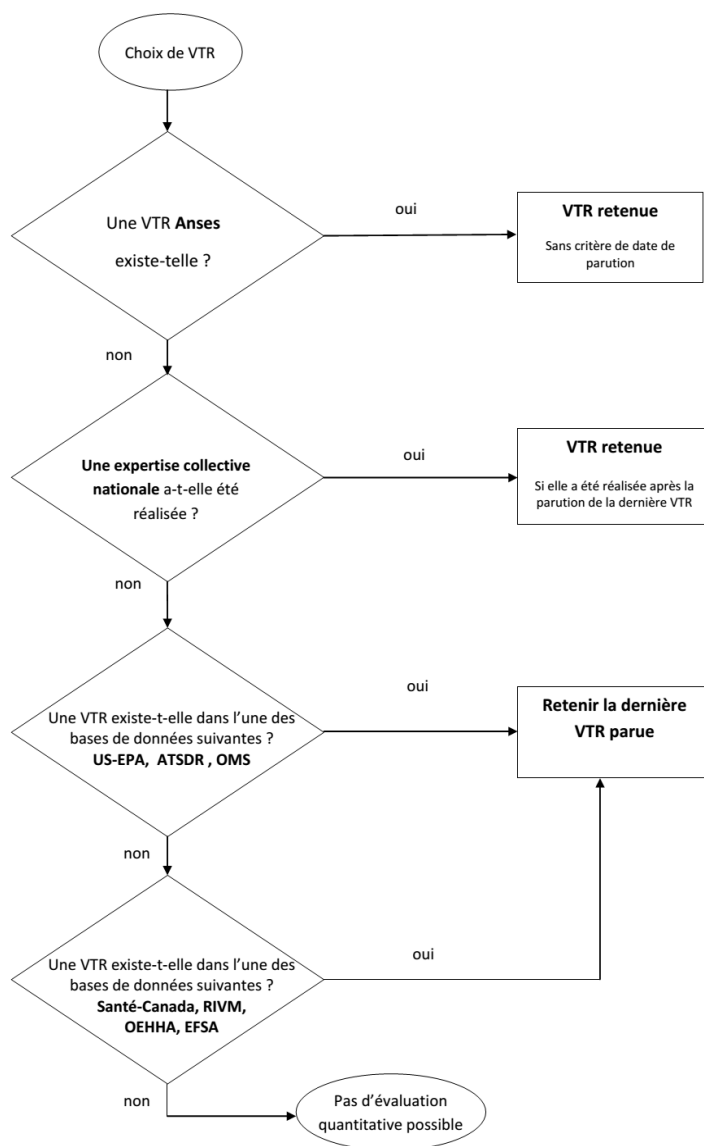 Choix de VTR
Une VTR Anses
existe-telle ?
oui
VTR retenue
Sans critère de date de
parution
non
Une expertise collective
nationale a-t-elle été
réalisée ?
oui
VTR retenue
Si elle a été réalisée après la
parution de la dernière VTR
non
Une VTR existe-t-elle dans l’une des
bases de données suivantes ?
US-EPA, ATSDR , OMS
oui
Retenir la dernière
VTR parue
non
Une VTR existe-t-elle dans l’une des
bases de données suivantes ?
Santé-Canada, RIVM,
OEHHA, EFSA
oui
non
Pas d’évaluation
quantitative possible